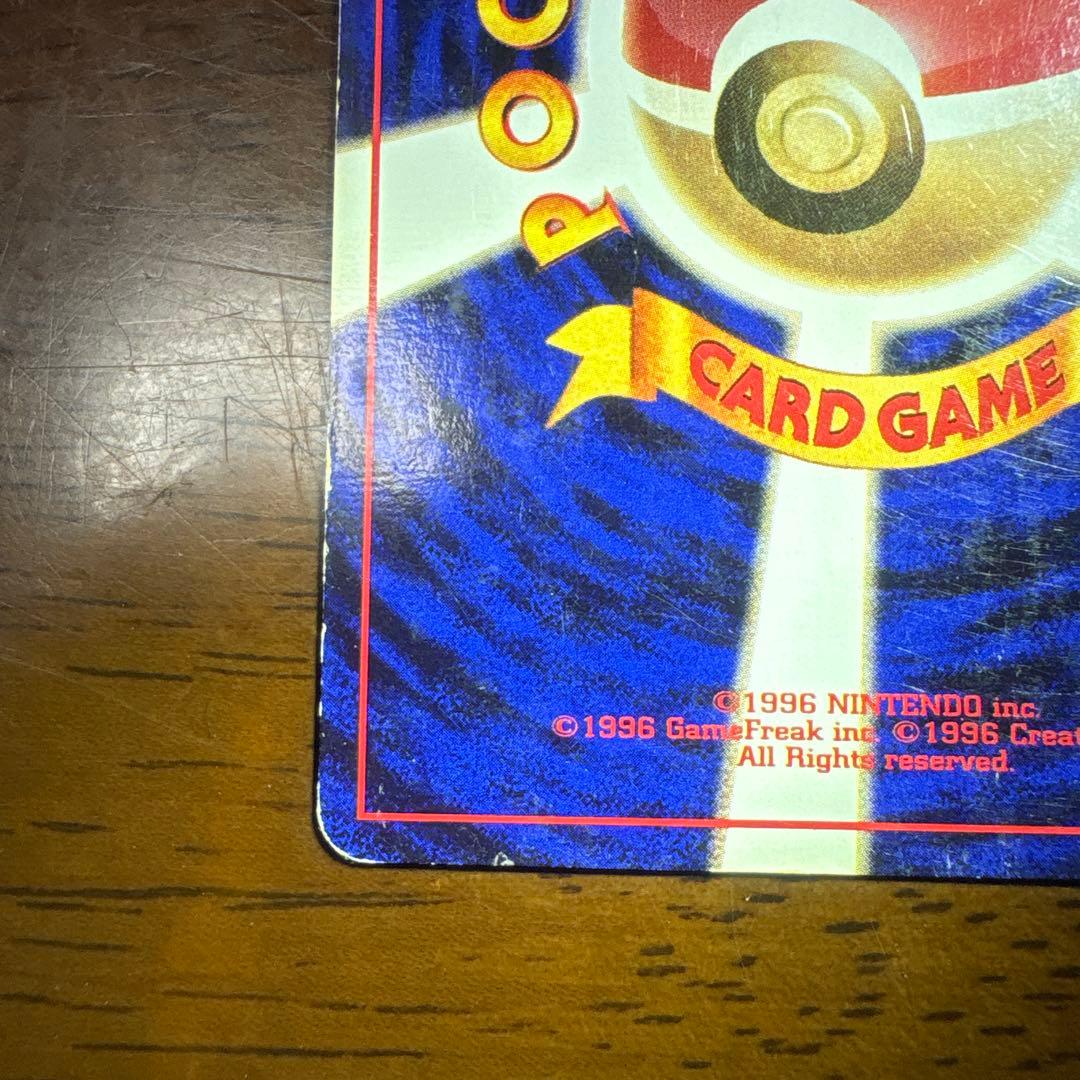 POC
CARD GAME
©1996 NINTENDO inc.
©1996 GameFreak inc. ©1996 Creat
All Rights reserved.